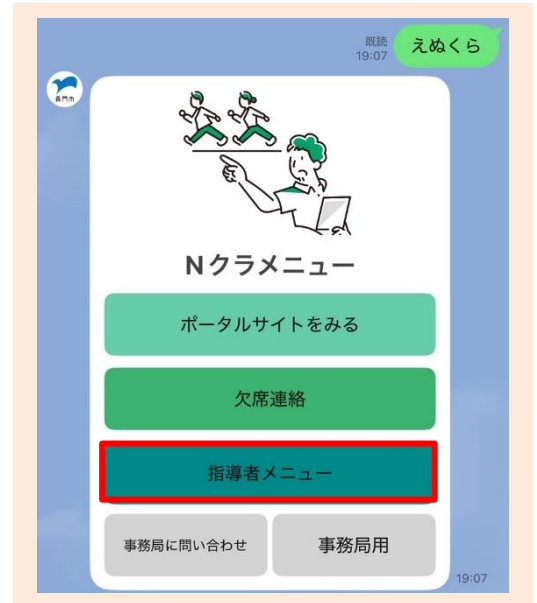 既読
19:07
えぬくら
長門市
Nクラメニュー
ポータルサイトをみる
欠席連絡
指導者メニュー
事務局に問い合わせ
事務局用
19:07